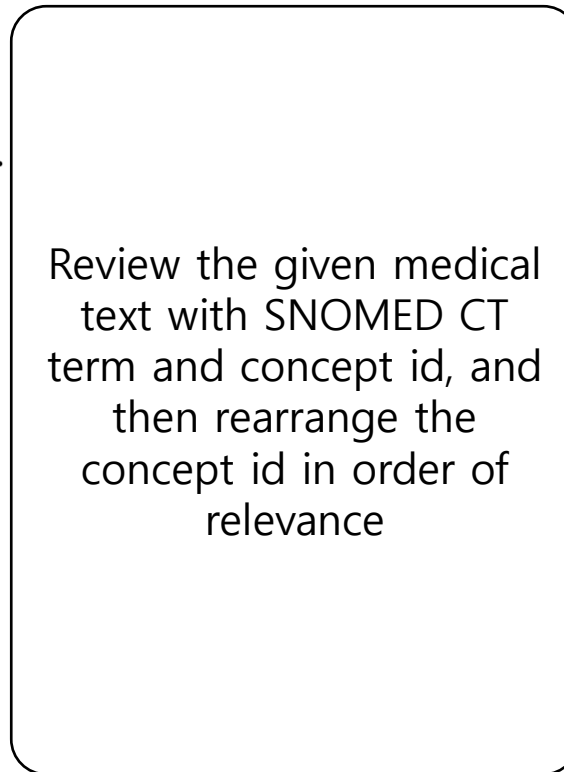 Review the given medical
text with SNOMED CT
term and concept id, and
then rearrange the
concept id in order of
relevance